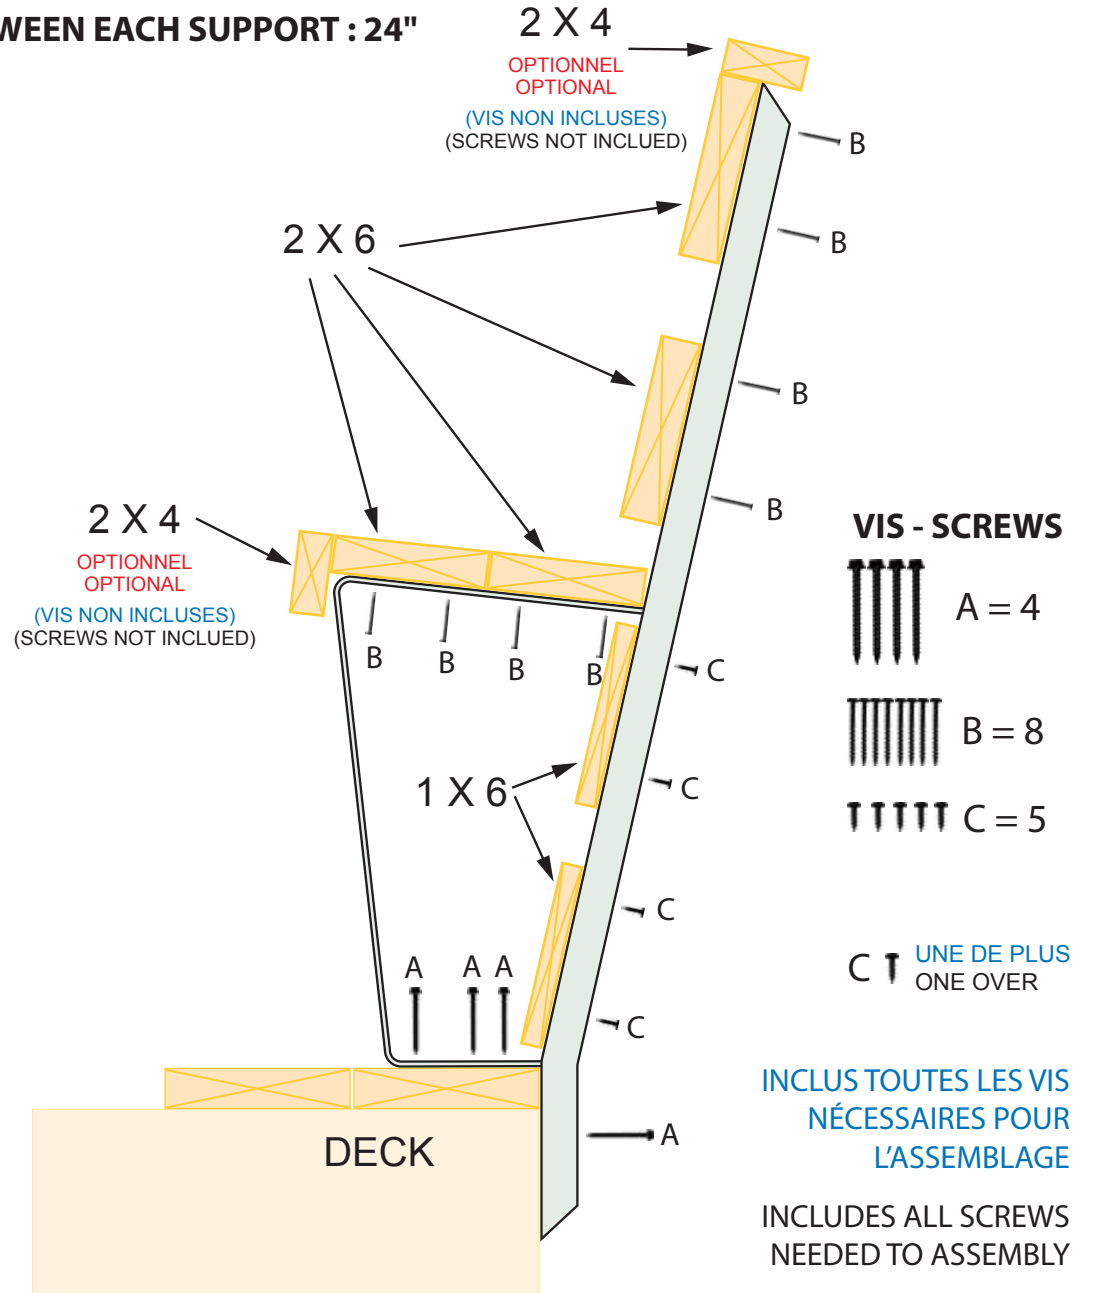 WEEN EACH SUPPORT : 24"
2 X 4
OPTIONNEL
OPTIONAL
(VIS NON INCLUSES)
(SCREWS NOT INCLUED)
B
B
2 X 6
B
B
2 X 4
OPTIONNEL
OPTIONAL
(VIS NON INCLUSES)
(SCREWS NOT INCLUED)
B
B
B
B
C
C
1 X 6
C
A
A
A
C
A
DECK
VIS - SCREWS
A = 4
B = 8
C = 5
C
UNE DE PLUS
ONE OVER
INCLUS TOUTES LES VIS
NÉCESSAIRES POUR
L'ASSEMBLAGE
INCLUDES ALL SCREWS
NEEDED TO ASSEMBLY